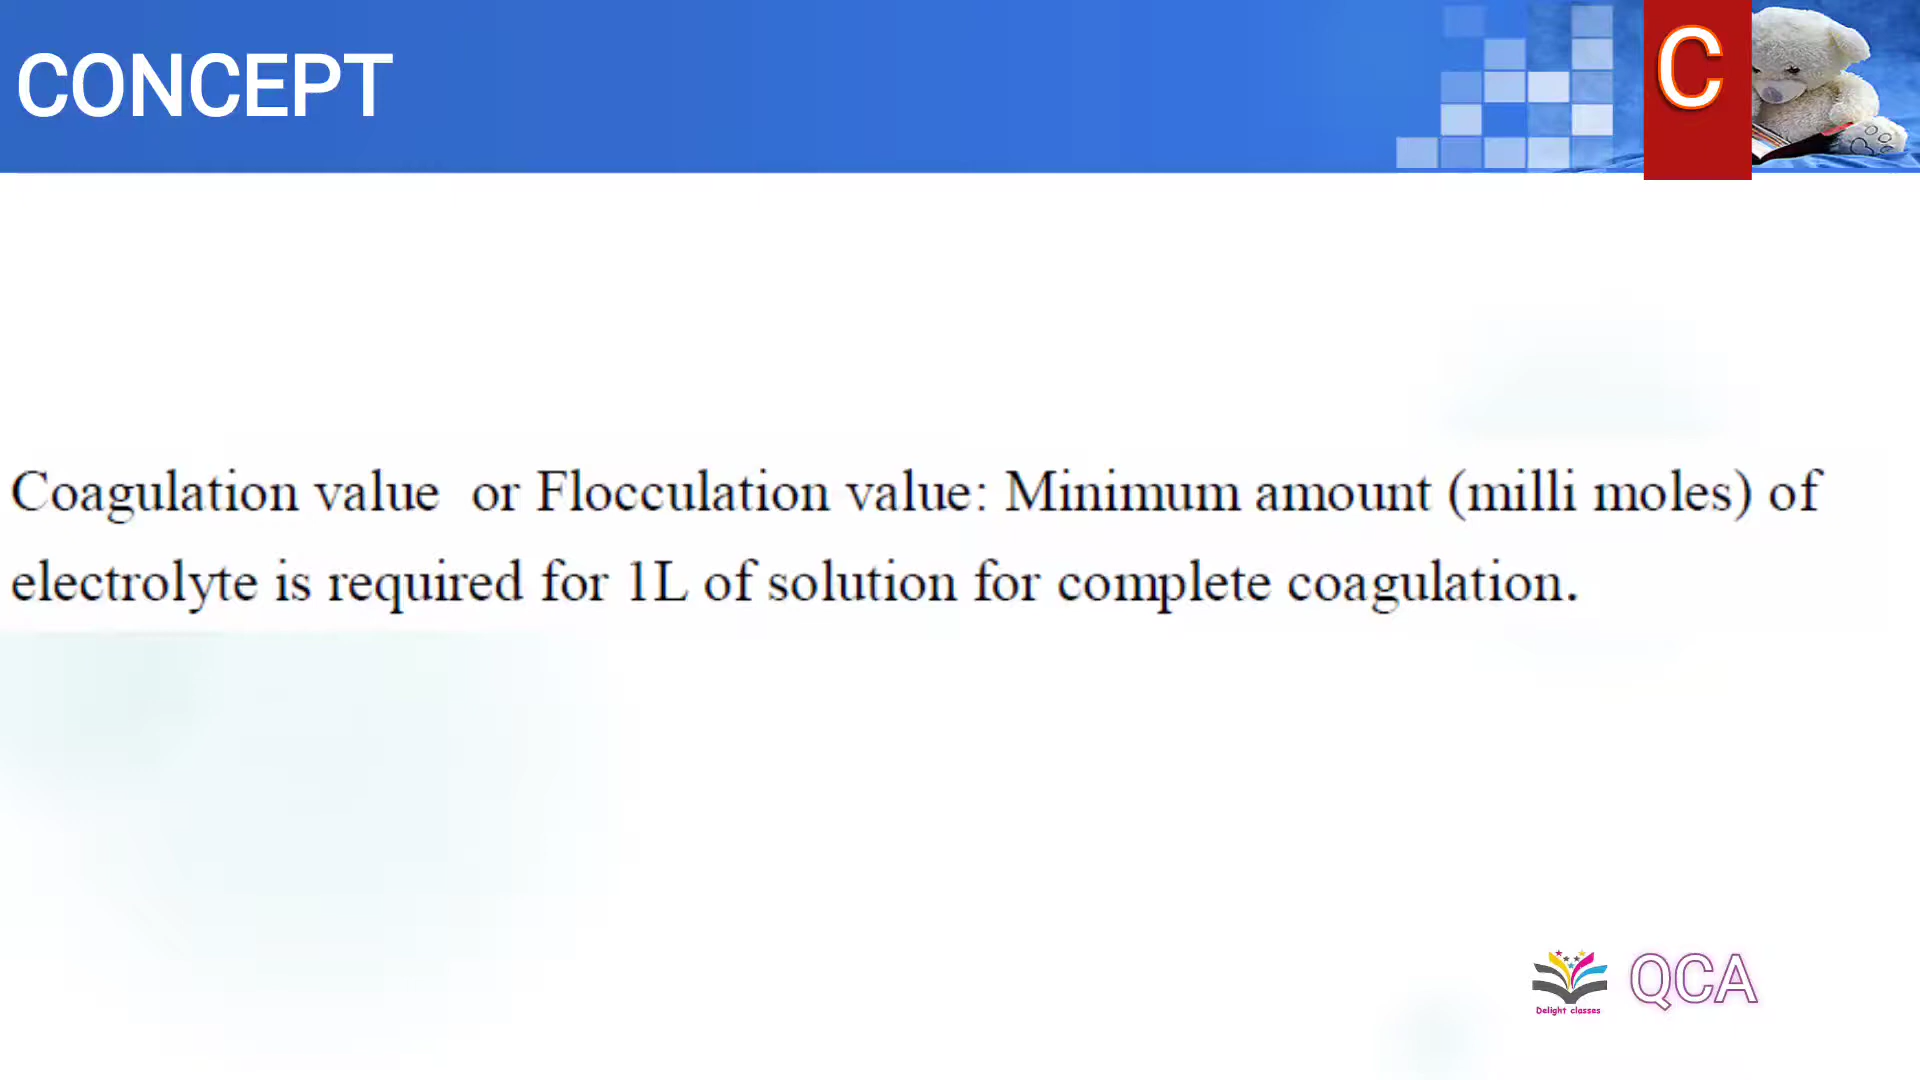 CONCEPT
C
Coagulation value or Flocculation value: Minimum amount (milli moles) of
electrolyte is required for 1L of solution for complete coagulation.
Delight classes
QCA